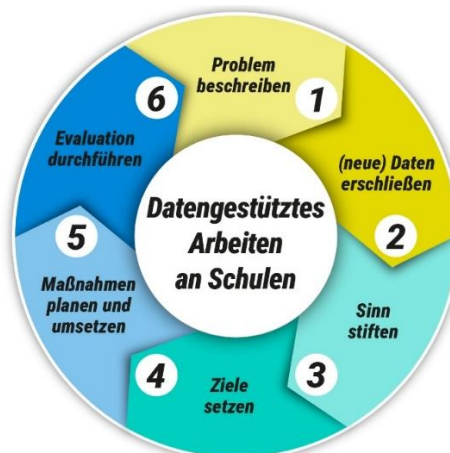 Datengestütztes
Arbeiten
an Schulen
Problem
beschreiben
1
(neue) Daten
erschließen
2
Sinn
stiften
3
Ziele
setzen
4
Maßnahmen
planen und
umsetzen
5
Evaluation
durchführen
6